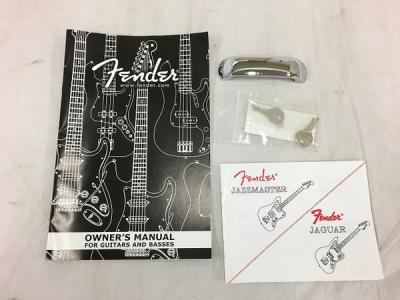 Fender
www.fender.com
OWNER'S MANUAL
FOR GUITARS AND BASSES
Fender
JAZZMASTER
Fender
JAGUAR